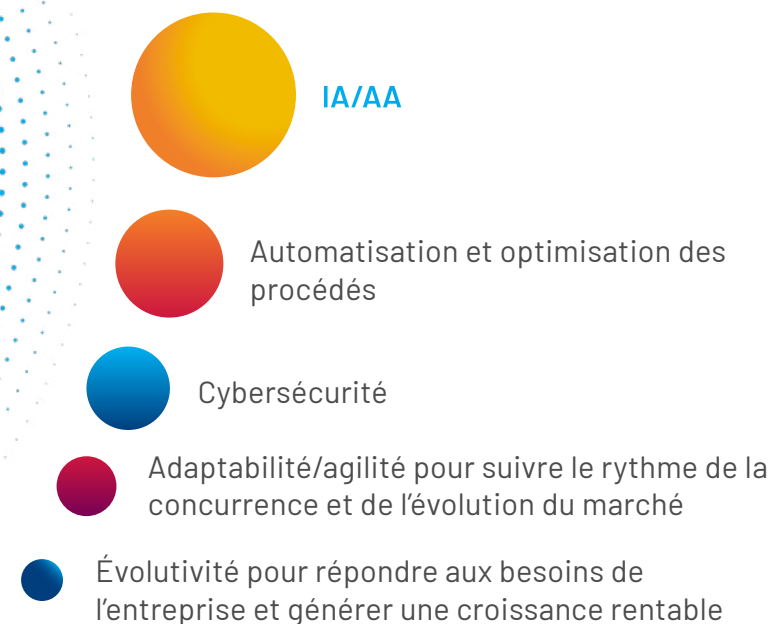 IA/AA
Automatisation et optimisation des
procédés
Cybersécurité
Adaptabilité/agilité pour suivre le rythme de la
concurrence et de l'évolution du marché
Évolutivité pour répondre aux besoins de
l'entreprise et générer une croissance rentable